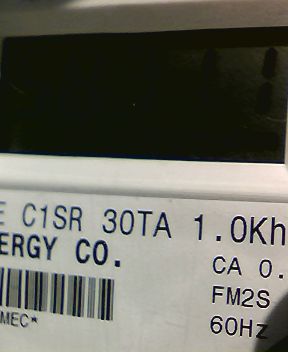 E C1SR 30TA 1.0Kh
ERGY CO.
CA 0.
FM2S
MEC*
60Hz